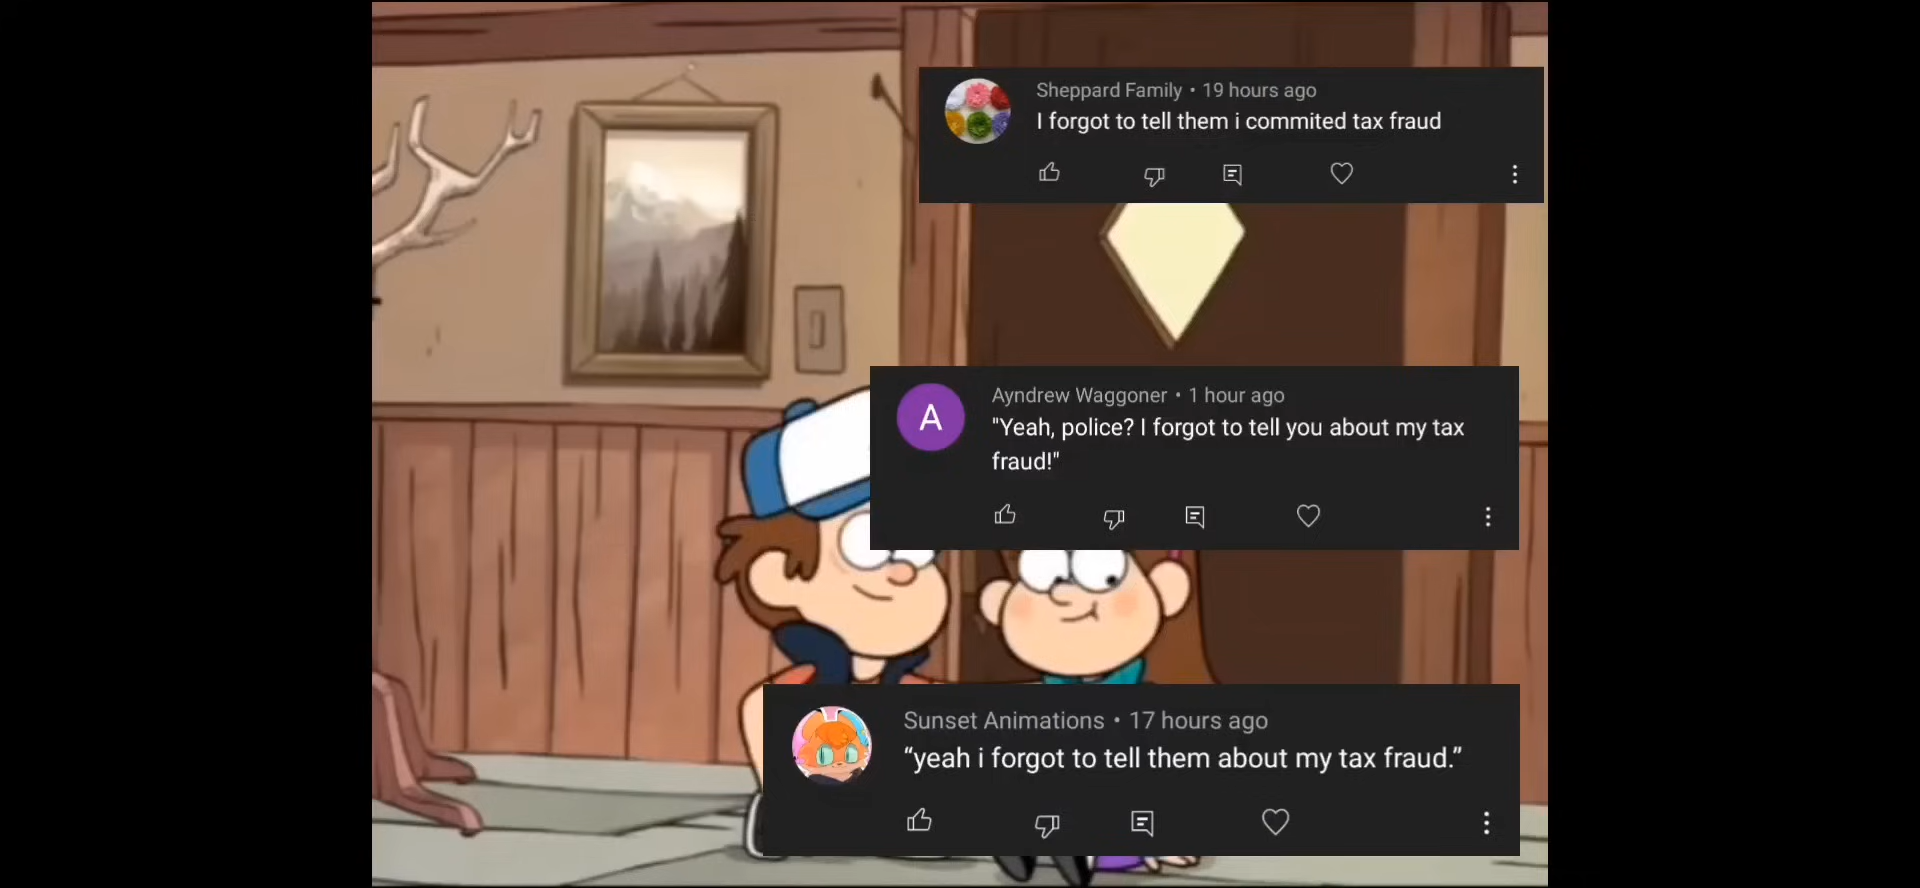 Sheppard Family • 19 hours ago
I forgot to tell them i commited tax fraud
A
Ayndrew Waggoner • 1 hour ago
"Yeah, police? I forgot to tell you about my tax
fraud!"
Sunset Animations • 17 hours ago
“yeah i forgot to tell them about my tax fraud.”